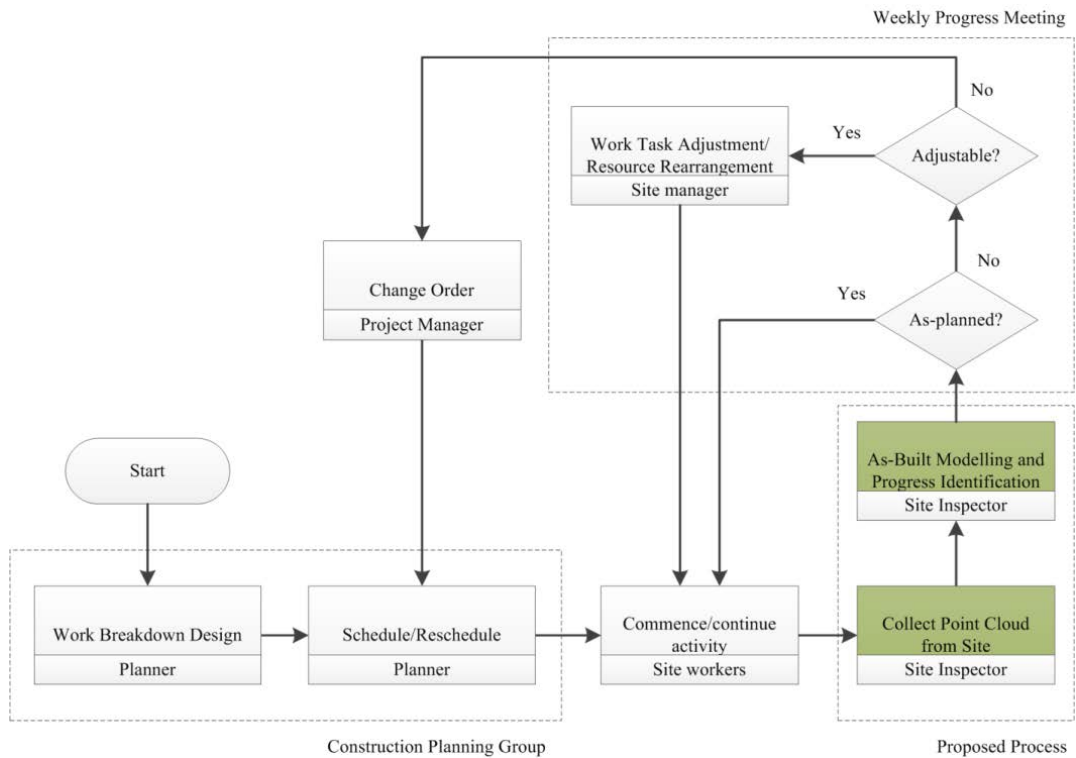 Weekly Progress Meeting
No
Yes
Work Task Adjustment/
Resource Rearrangement
Site manager
Adjustable?
No
Change Order
Project Manager
Yes
As-planned?
Start
As-Built Modelling and
Progress Identification
Site Inspector
Work Breakdown Design
Planner
Schedule/Reschedule
Planner
Commence/continue
activity
Site workers
Collect Point Cloud
from Site
Site Inspector
Construction Planning Group
Proposed Process